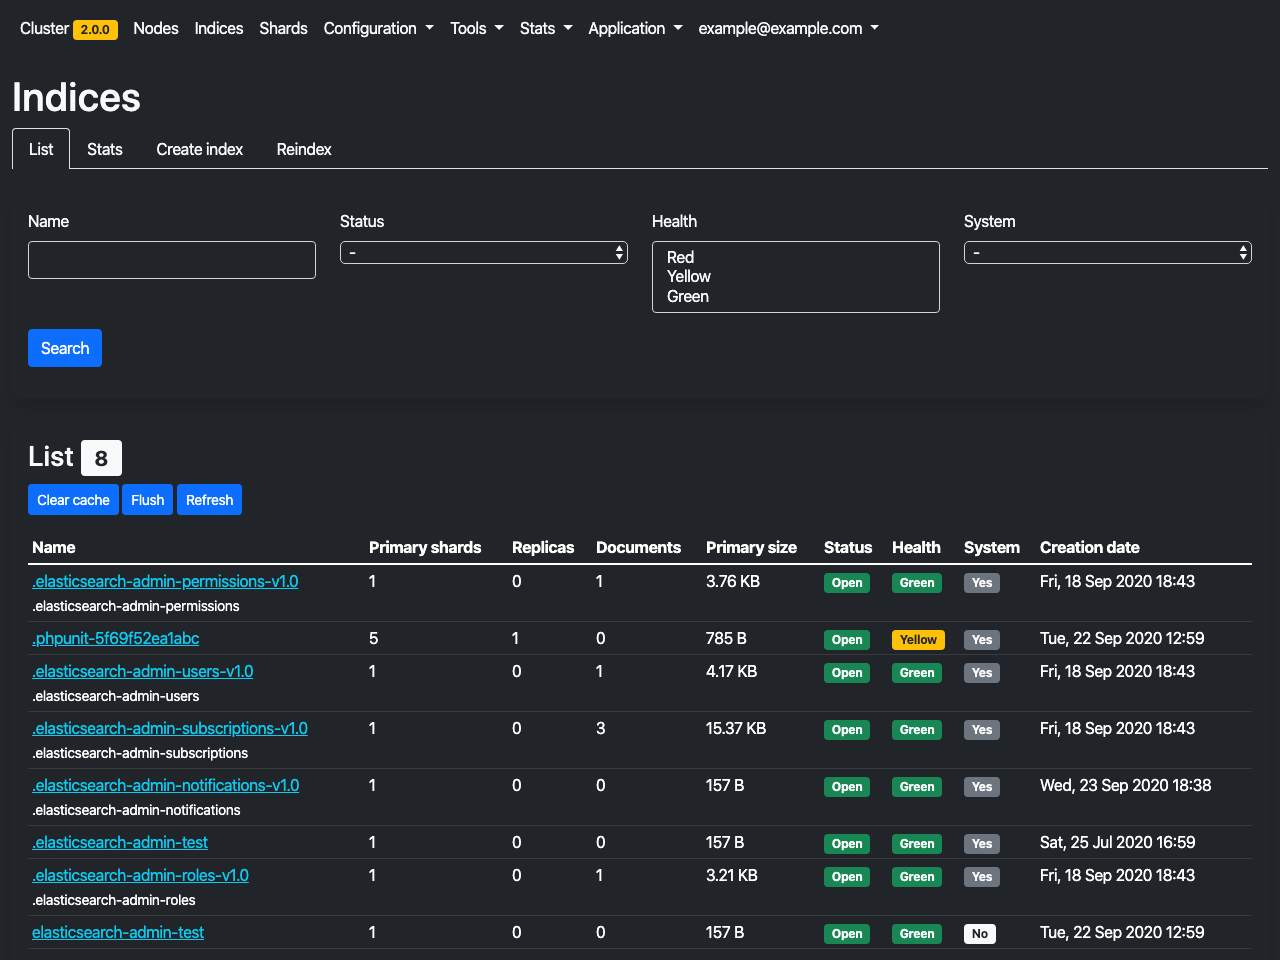 Cluster 2.0.0 Nodes Indices Shards Configuration Tools Stats Application example@example.com
Indices
List Stats Create index Reindex
Name Status Health System
- Red -
Yellow
Green
Search
List 8
Clear cache Flush Refresh
Name Primary shards Replicas Documents Primary size Status Health System Creation date
.elasticsearch-admin-permissions-v1.0 1 0 1 3.76 KB Open Green Yes Fri, 18 Sep 2020 18:43
.elasticsearch-admin-permissions
.phpunit-5f69f52ea1abc 5 1 0 785 B Open Yellow Yes Tue, 22 Sep 2020 12:59
.elasticsearch-admin-users-v1.0 1 0 1 4.17 KB Open Green Yes Fri, 18 Sep 2020 18:43
.elasticsearch-admin-users
.elasticsearch-admin-subscriptions-v1.0 1 0 3 15.37 KB Open Green Yes Fri, 18 Sep 2020 18:43
.elasticsearch-admin-subscriptions
.elasticsearch-admin-notifications-v1.0 1 0 0 157 B Open Green Yes Wed, 23 Sep 2020 18:38
.elasticsearch-admin-notifications
.elasticsearch-admin-test 1 0 0 157 B Open Green Yes Sat, 25 Jul 2020 16:59
.elasticsearch-admin-roles-v1.0 1 0 1 3.21 KB Open Green Yes Fri, 18 Sep 2020 18:43
.elasticsearch-admin-roles
elasticsearch-admin-test 1 0 0 157 B Open Green No Tue, 22 Sep 2020 12:59